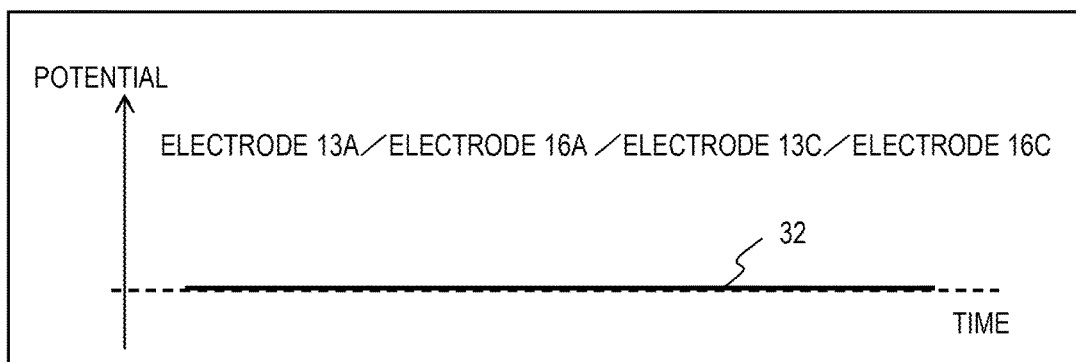 POTENTIAL
ELECTRODE 13A/ELECTRODE 16A/ELECTRODE 13C/ELECTRODE 16C
32
TIME